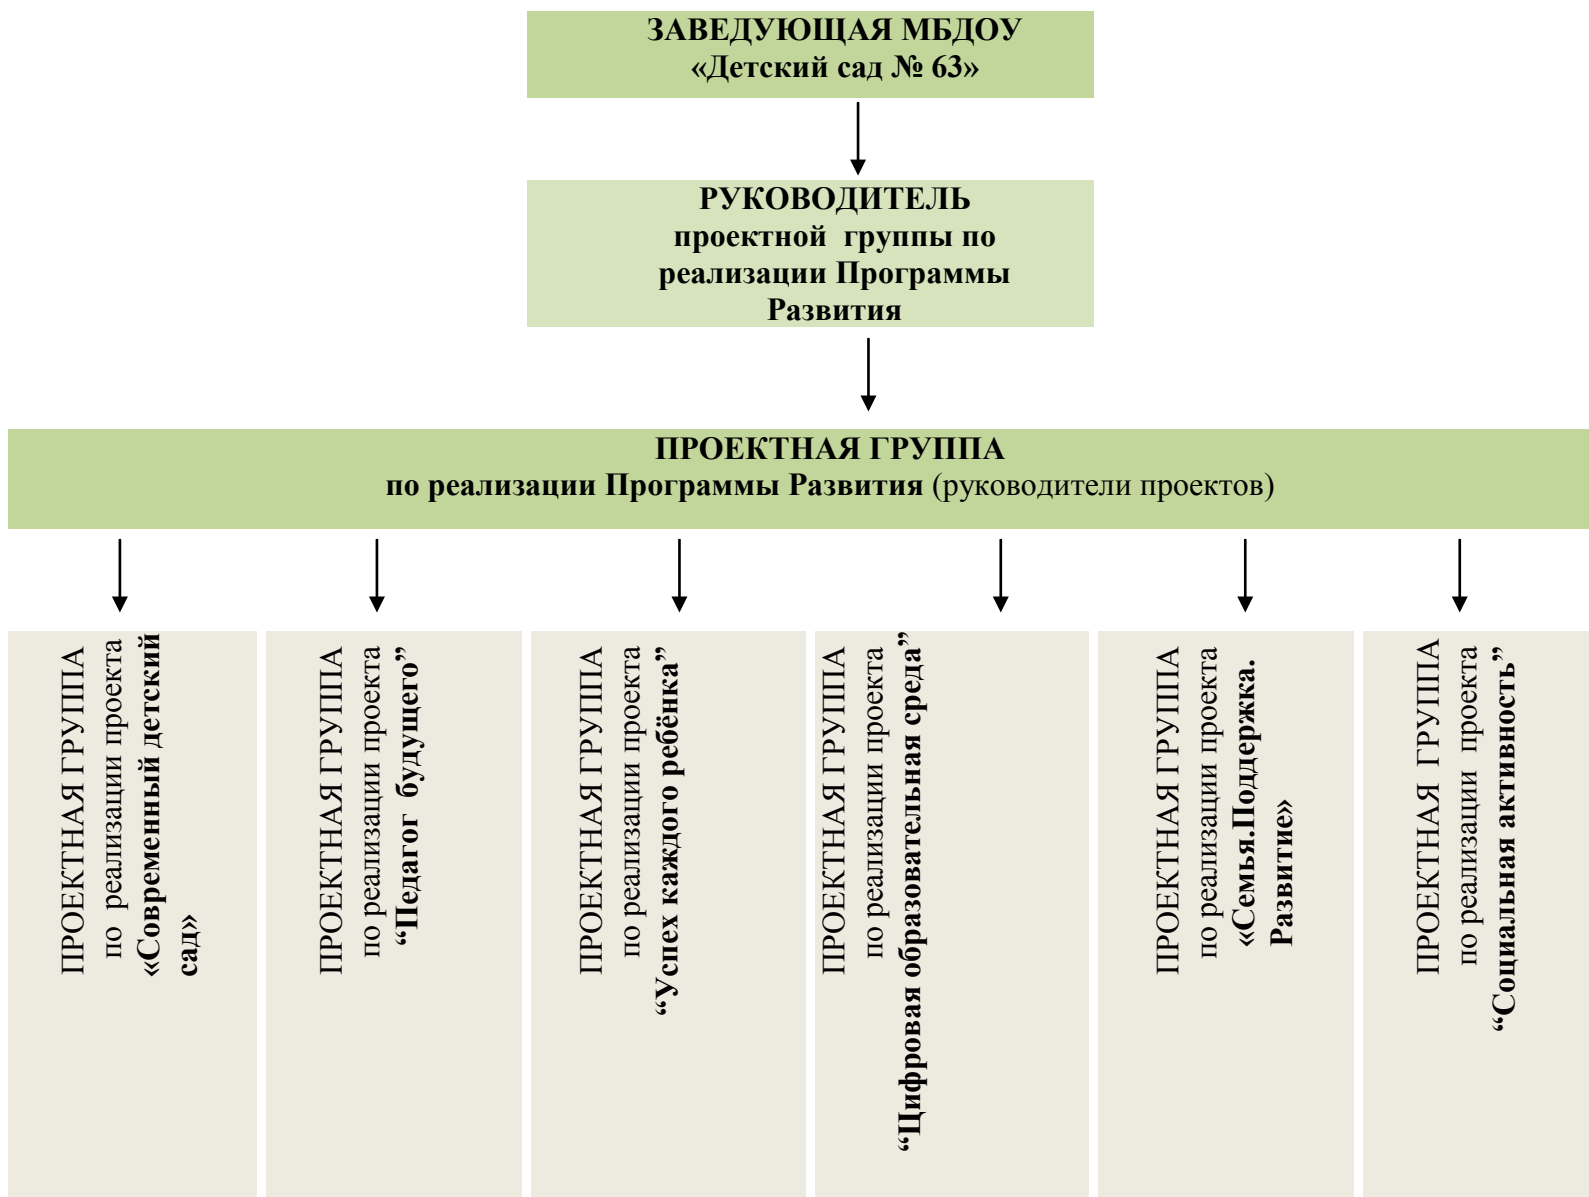 ЗАВЕДУЮЩАЯ МБДОУ
«Детский сад № 63»
РУКОВОДИТЕЛЬ
проектной группы по
реализации Программы
Развития
ПРОЕКТНАЯ ГРУППА
по реализации Программы Развития (руководители проектов)
ПРОЕКТНАЯ ГРУППА
по реализации проекта
«Современный детский
сад»
ПРОЕКТНАЯ ГРУППА
по реализации проекта
“Педагог будущего”
ПРОЕКТНАЯ ГРУППА
по реализации проекта
“Успех каждого ребёнка”
ПРОЕКТНАЯ ГРУППА
по реализации проекта
“Цифровая образовательная среда”
ПРОЕКТНАЯ ГРУППА
по реализации проекта
«Семья.Поддержка.
Развитие»
ПРОЕКТНАЯ ГРУППА
по реализации проекта
“Социальная активность”